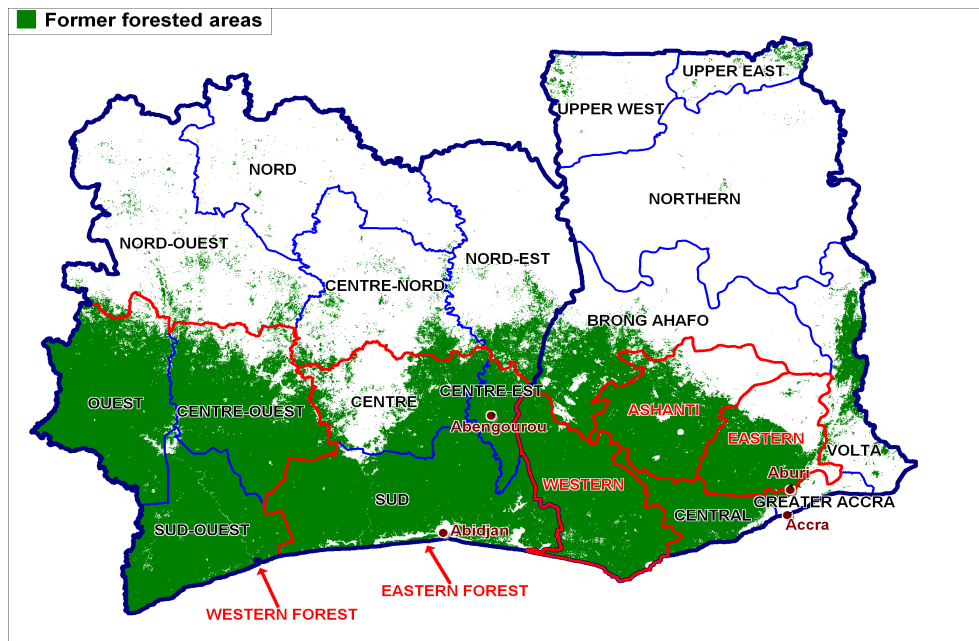 Former forested areas
UPPER EAST
UPPER WEST
NORD
NORTHERN
NORD-OUEST
NORD-EST
CENTRE-NORD
BRONG AHAFO
CENTRE-EST
OUEST
CENTRE-OUEST
CENTRE
ASHANTI
Abengourou
EASTERN
VOLTA
Aburi
WESTERN
SUD
GREATER ACCRA
CENTRAL
Accra
SUD-OUEST
Abidjan
EASTERN FOREST
WESTERN FOREST